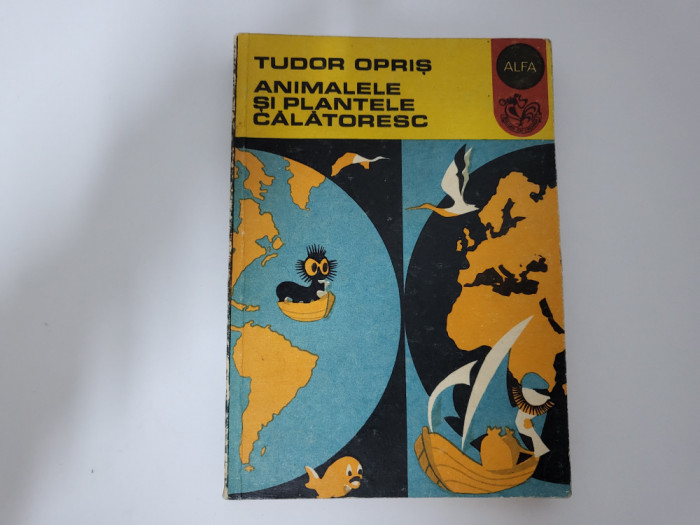 TUDOR OPRIȘ
ANIMALELE
ȘI PLANTELE
CĂLĂTORESC
ALFA